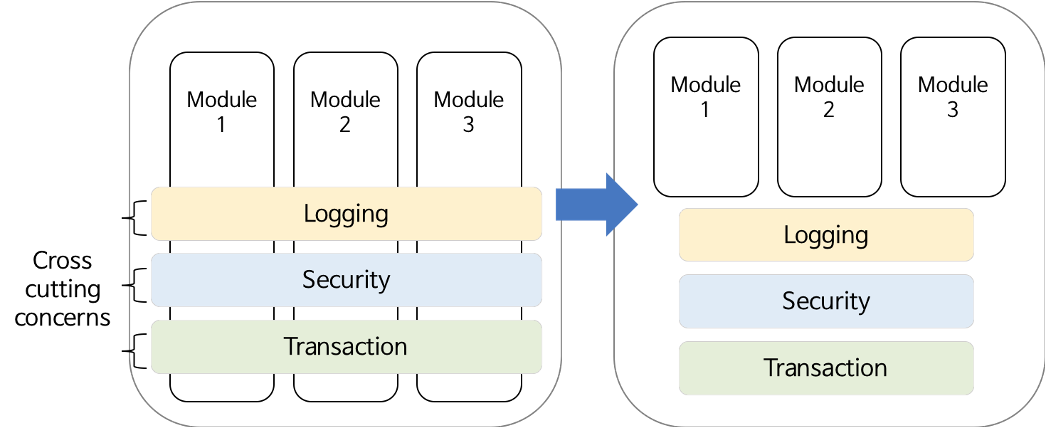 Module
1
Module
2
Module
3
Logging
Security
Transaction
Cross
cutting
concerns
Module
1
Module
2
Module
3
Logging
Security
Transaction